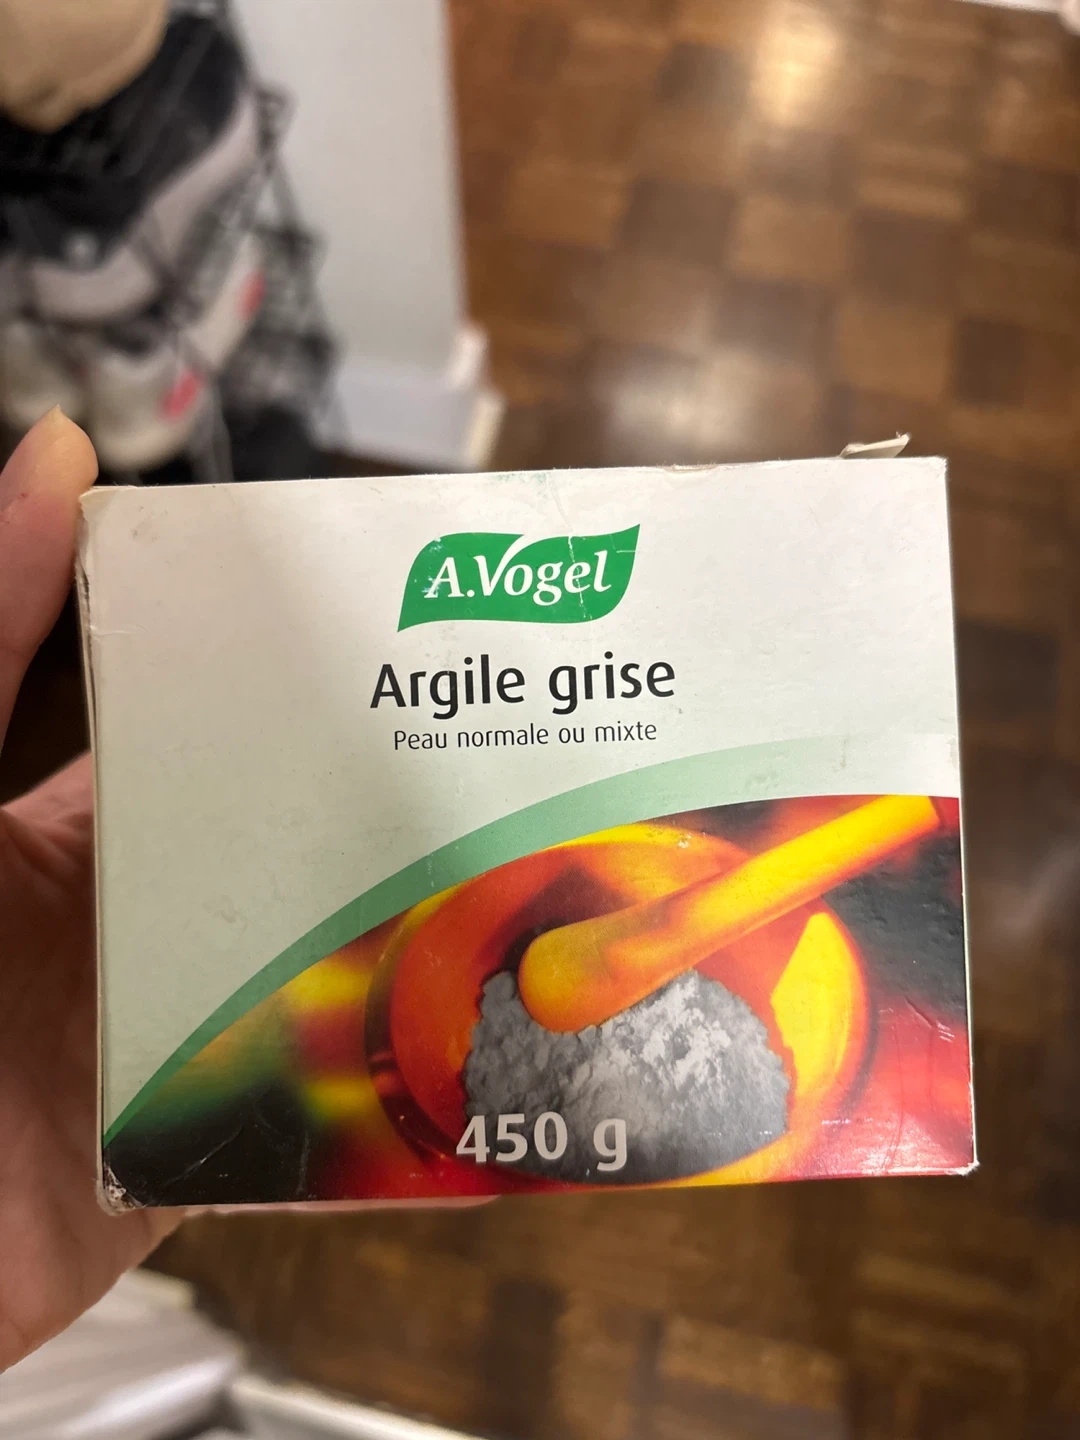 A.Vogel
Argile grise
Peau normale ou mixte
450 g